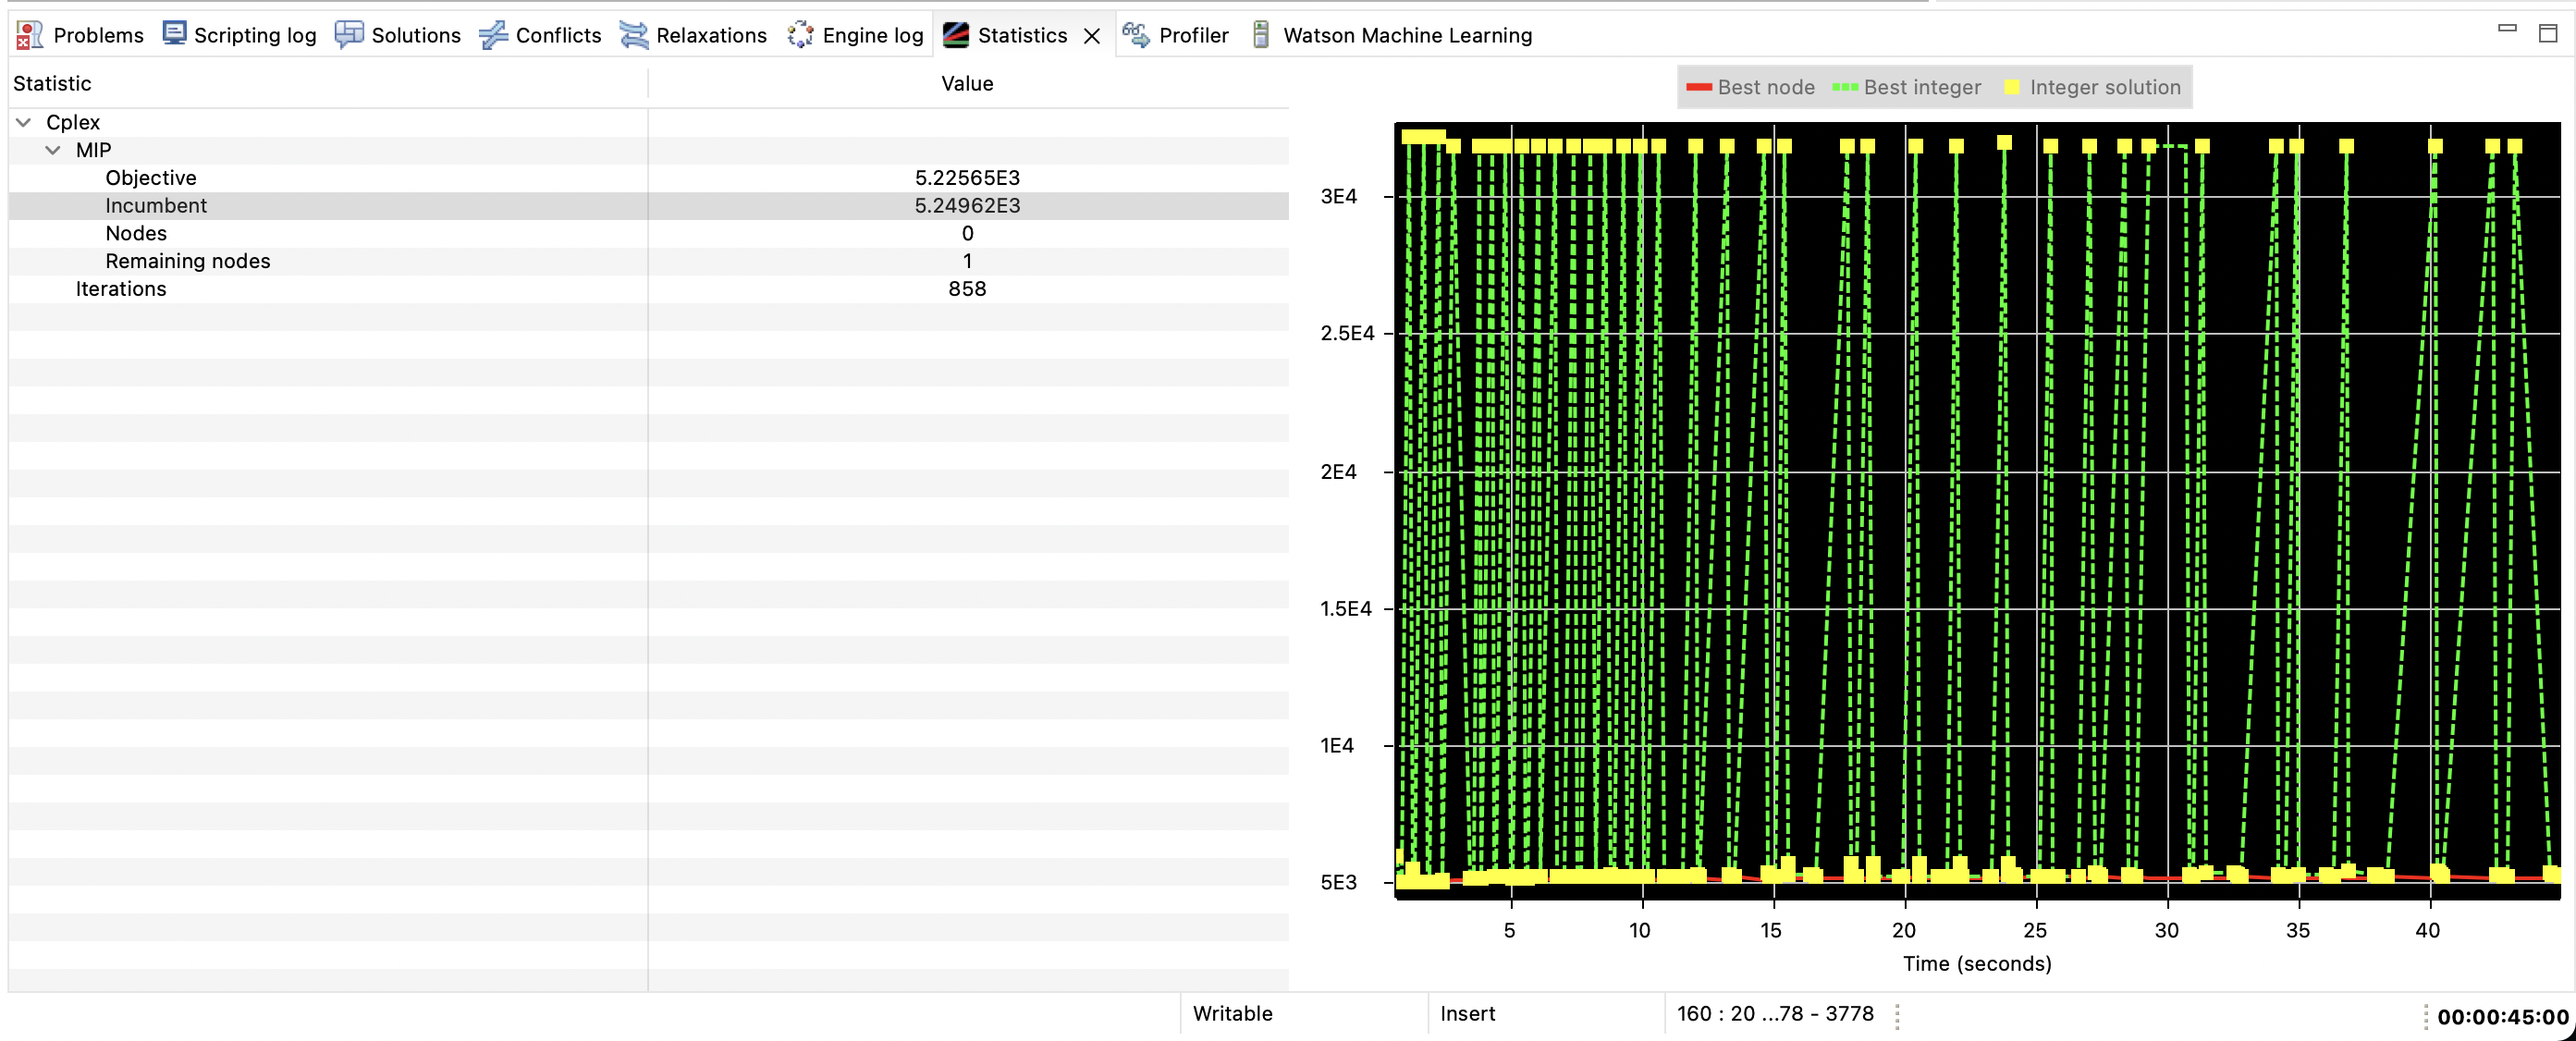 Problems Scripting log Solutions Conflicts Relaxations Engine log Statistics Profiler Watson Machine Learning
Statistic Value
Cplex
MIP
Objective 5.22565E3
Incumbent 5.24962E3
Nodes 0
Remaining nodes 1
Iterations 858
Best node Best integer Integer solution
3E4
2.5E4
2E4
1.5E4
1E4
5E3
5 10 15 20 25 30 35 40
Time (seconds)
Writable Insert 160 : 20 ...78 - 3778 00:00:45:00